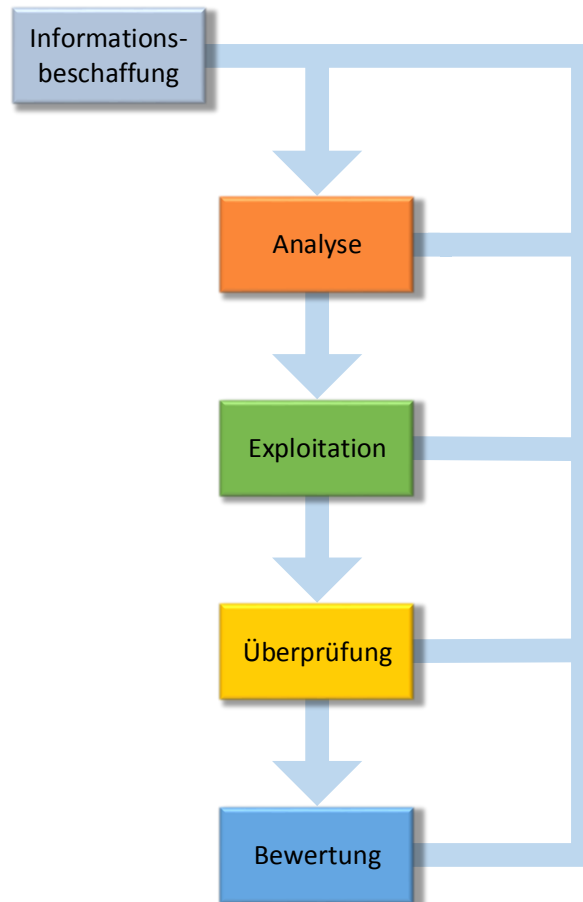 Informations-
beschaffung
Analyse
Exploitation
Überprüfung
Bewertung